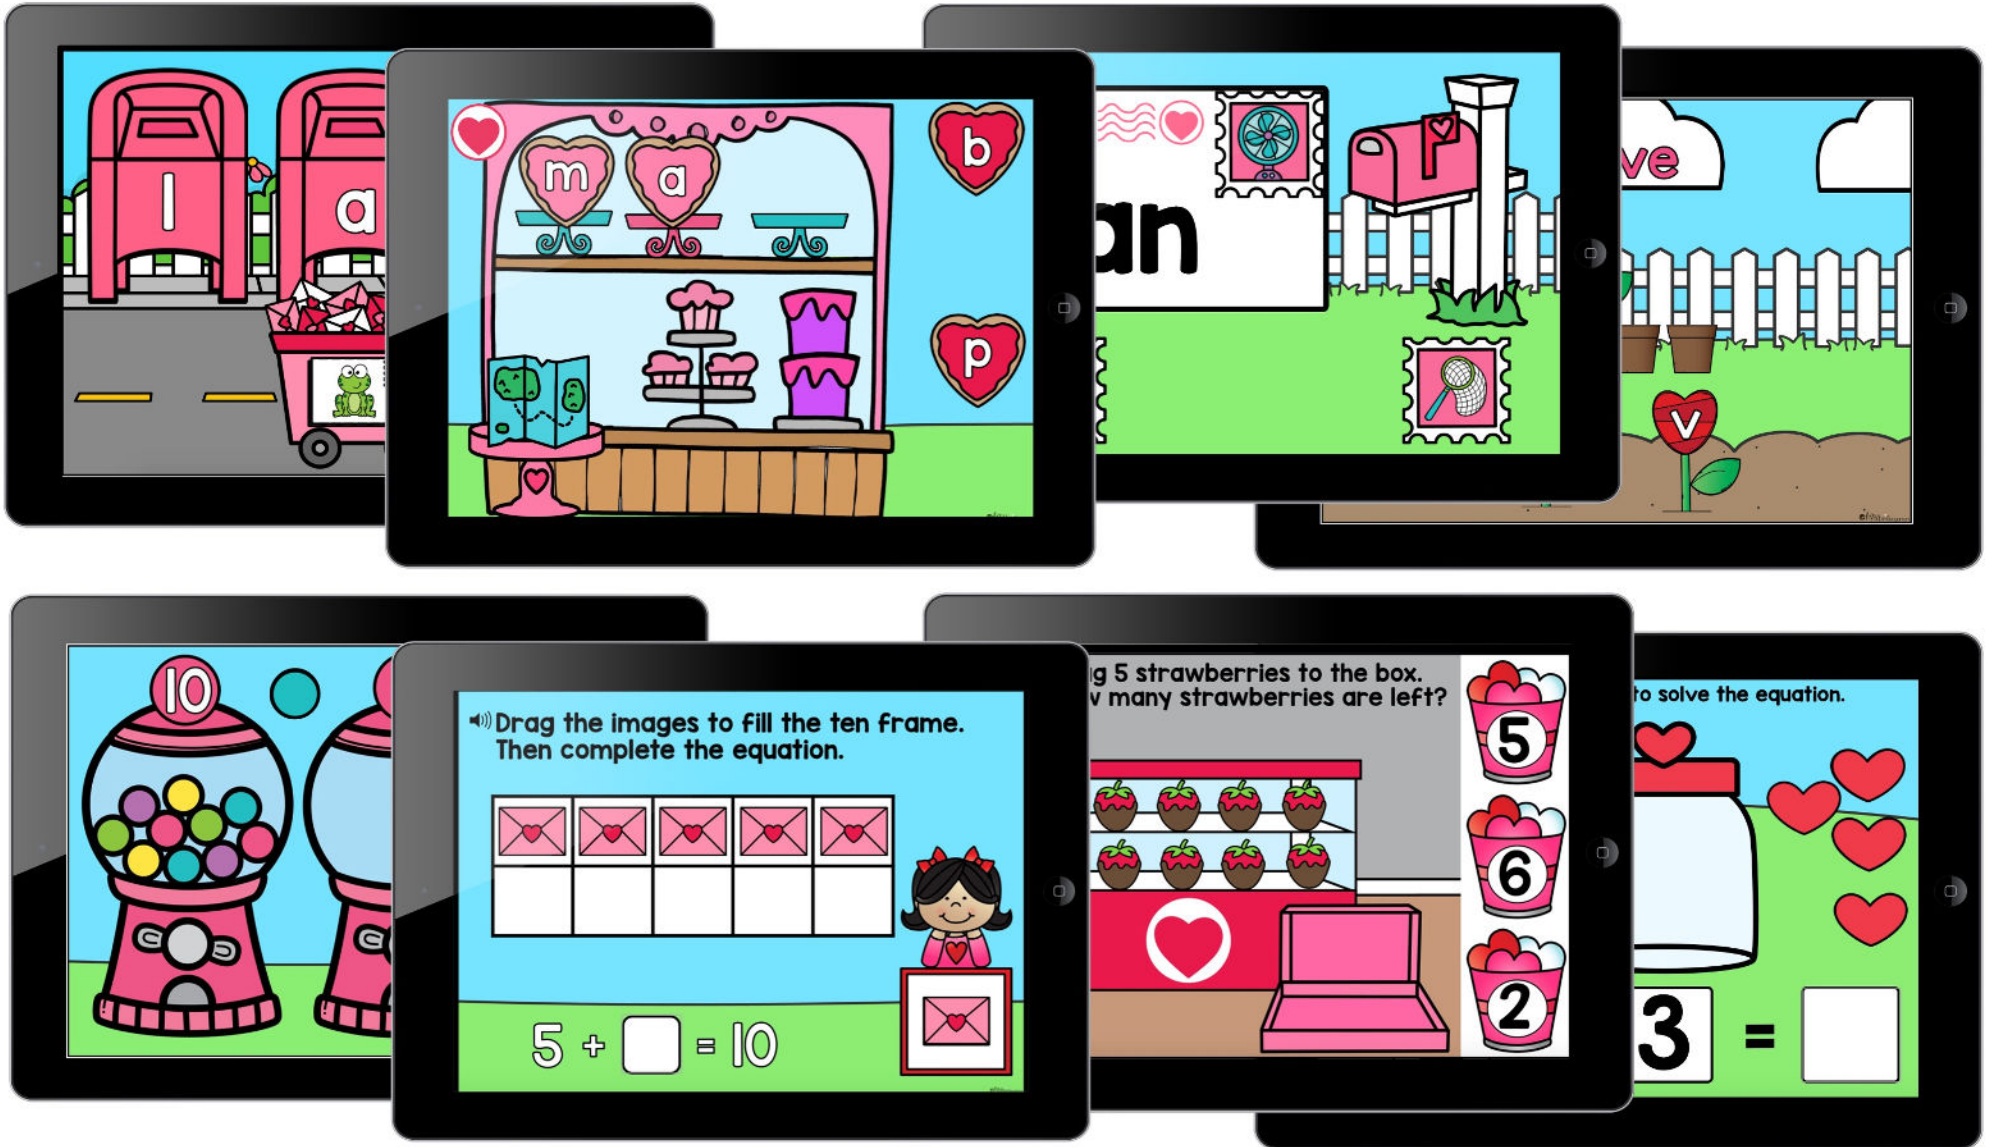 l
a
m
a
b
p
an
ve
v
10
Drag the images to fill the ten frame.
Then complete the equation.
5 + = 10
5 strawberries to the box.
many strawberries are left?
5
6
2
to solve the equation.
3 =